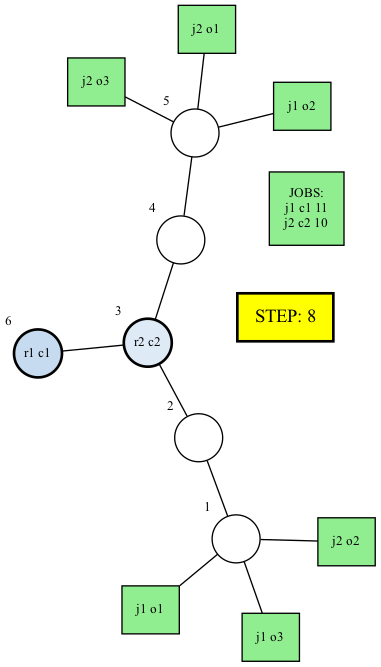 j2 o1
j2 o3
5
j1 o2
JOBS:
j1 c1 11
j2 c2 10
4
3
STEP: 8
6
r1 c1
r2 c2
2
1
j2 o2
j1 o1
j1 o3